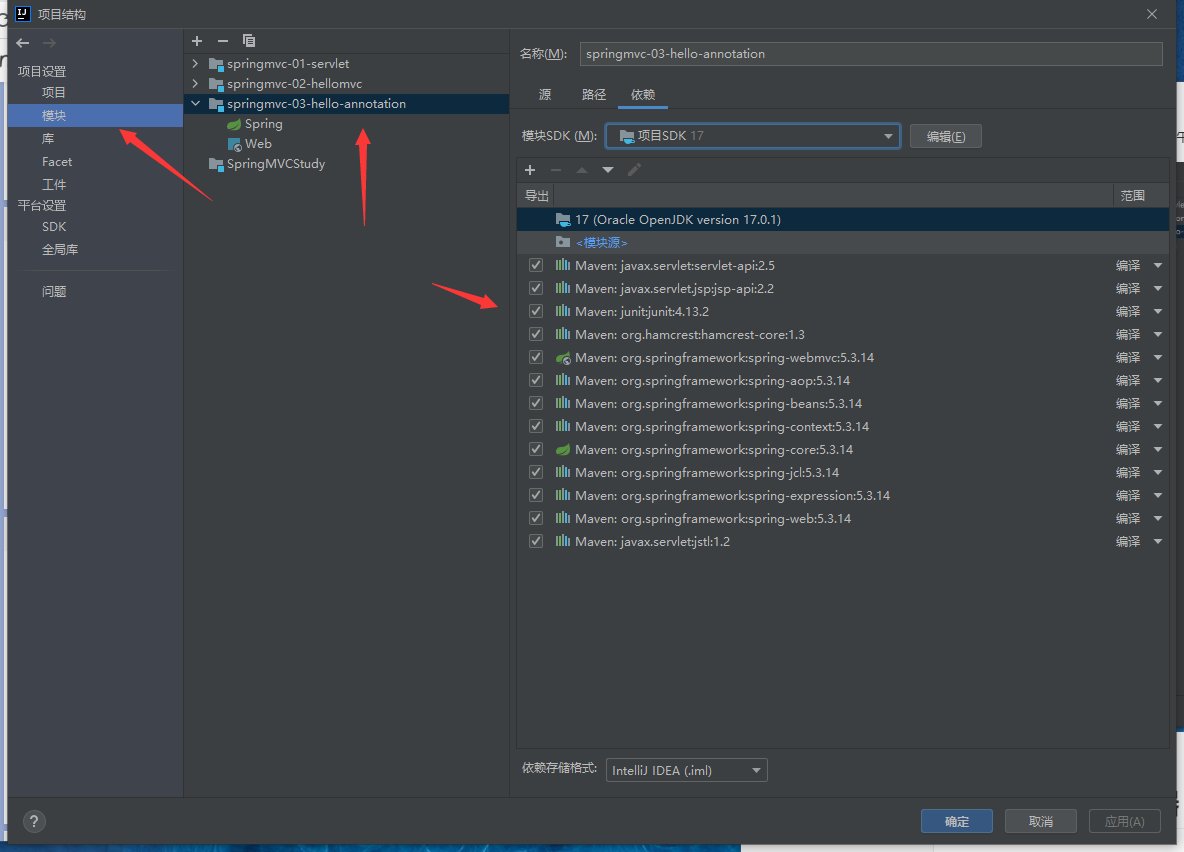 项目结构
项目设置
项目
模块
库
Facet
工件
平台设置
SDK
全局库
问题
springmvc-01-servlet
springmvc-02-hellomvc
springmvc-03-hello-annotation
Spring
Web
SpringMVCStudy
名称(M): springmvc-03-hello-annotation
源 路径 依赖
模块SDK (M): 项目SDK 17 编辑(E)
导出 范围
17 (Oracle OpenJDK version 17.0.1)
<模块源>
Maven: javax.servlet:servlet-api:2.5 编译
Maven: javax.servlet.jsp:jsp-api:2.2 编译
Maven: junit:junit:4.13.2 编译
Maven: org.hamcrest:hamcrest-core:1.3 编译
Maven: org.springframework:spring-webmvc:5.3.14 编译
Maven: org.springframework:spring-aop:5.3.14 编译
Maven: org.springframework:spring-beans:5.3.14 编译
Maven: org.springframework:spring-context:5.3.14 编译
Maven: org.springframework:spring-core:5.3.14 编译
Maven: org.springframework:spring-jcl:5.3.14 编译
Maven: org.springframework:spring-expression:5.3.14 编译
Maven: org.springframework:spring-web:5.3.14 编译
Maven: javax.servlet:jstl:1.2 编译
依赖存储格式: IntelliJ IDEA (.iml)
? 确定 取消 应用(A)